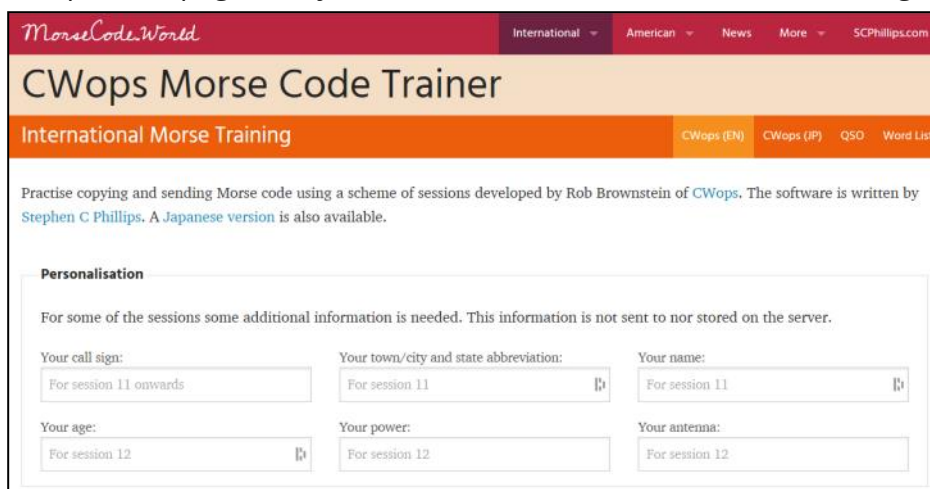 MorseCode.World International American News More SCPhillips.com
CWops Morse Code Trainer
International Morse Training CWops (EN) CWops (JP) QSO Word List
Practise copying and sending Morse code using a scheme of sessions developed by Rob Brownstein of CWops. The software is written by
Stephen C Phillips. A Japanese version is also available.
Personalisation
For some of the sessions some additional information is needed. This information is not sent to nor stored on the server.
Your call sign: Your town/city and state abbreviation: Your name:
For session 11 onwards For session 11 For session 11
Your age: Your power: Your antenna:
For session 12 For session 12 For session 12